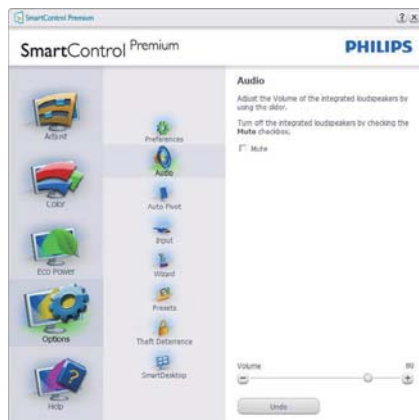 SmartControl Premium
SmartControl Premium
PHILIPS
Adjust
Color
Eco Power
Options
Help
Preferences
Audio
Auto Pivot
Input
Wizard
Presets
Theft Deterrence
SmartDesktop
Audio
Adjust the Volume of the integrated loudspeakers by
using the slider.
Turn off the integrated loudspeakers by checking the
Mute checkbox.
Mute
Volume
80
Undo